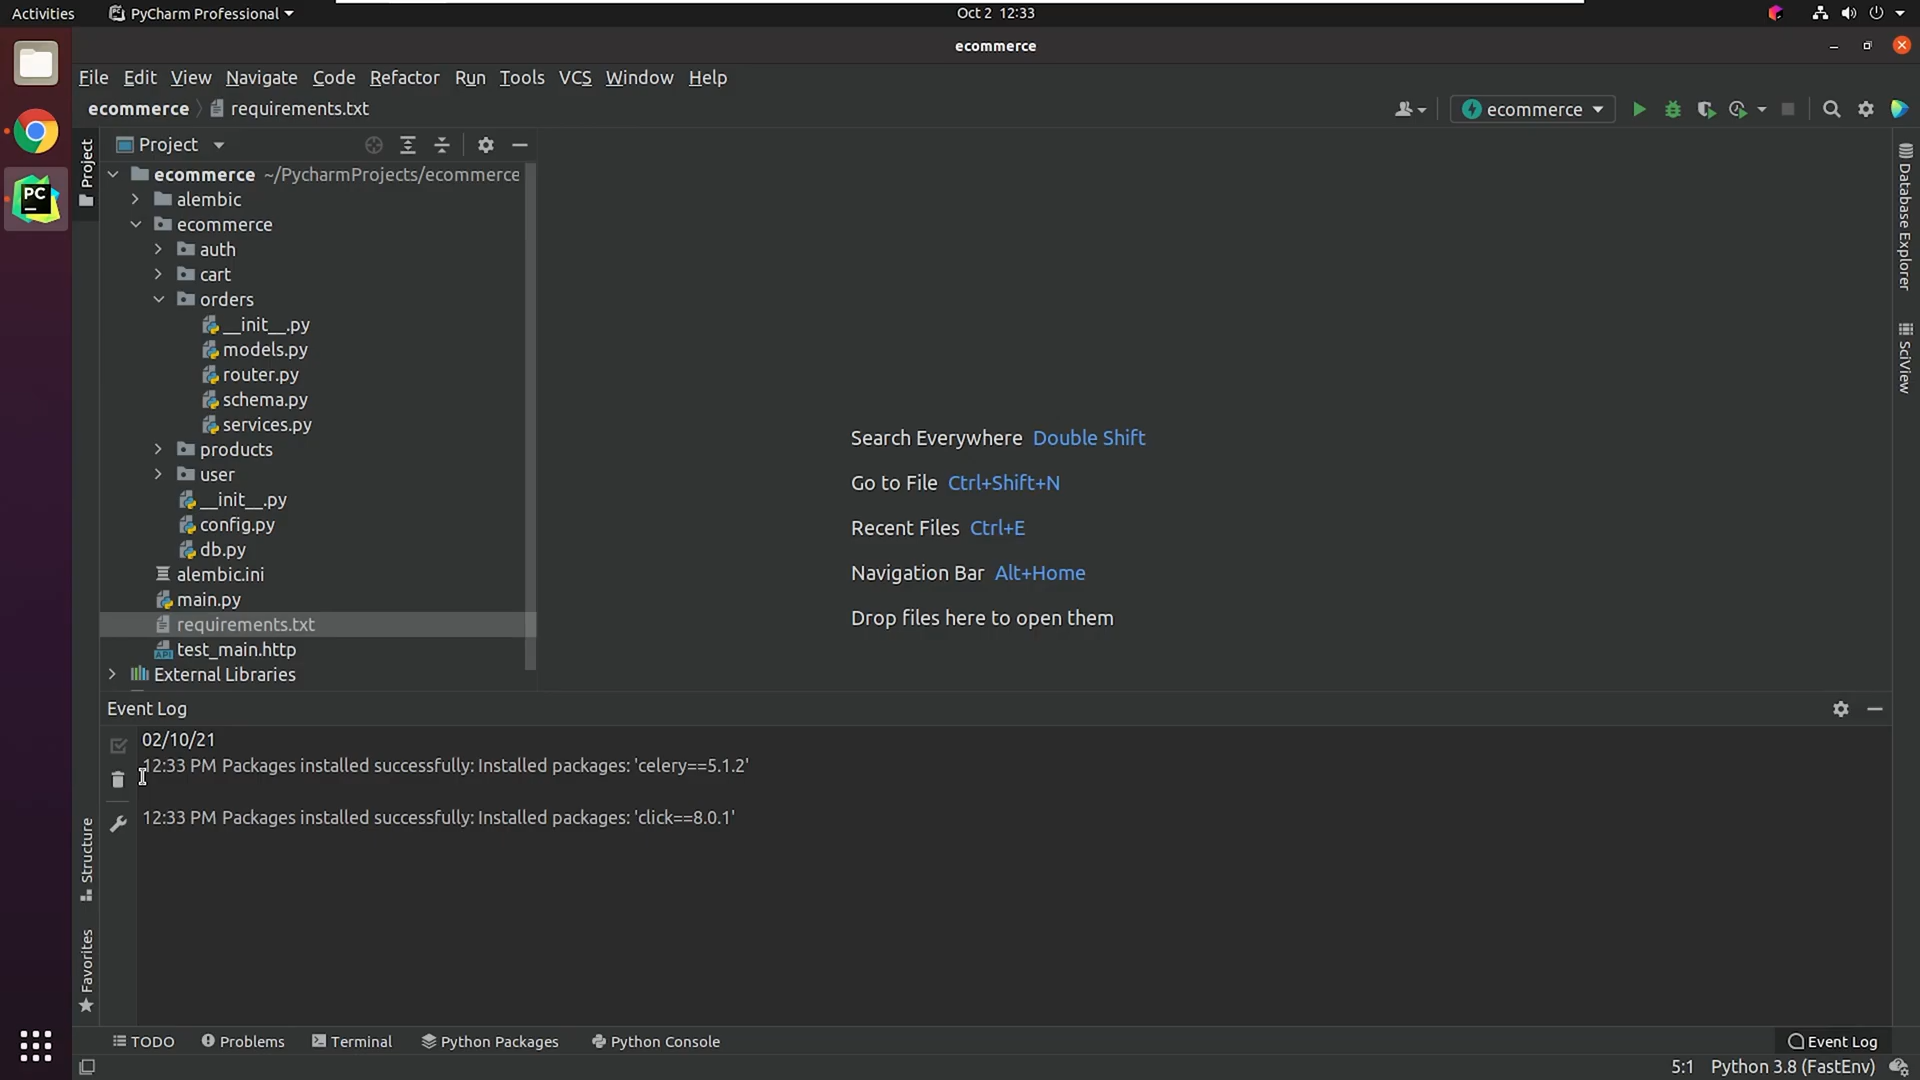 Activities PyCharm Professional Oct 2 12:33
ecommerce
File Edit View Navigate Code Refactor Run Tools VCS Window Help
ecommerce requirements.txt ecommerce
Project Project
ecommerce ~/PycharmProjects/ecommerce
alembic
ecommerce
auth
cart
orders
__init__.py
models.py
router.py
schema.py
services.py
products
user
__init__.py
config.py
db.py
alembic.ini
main.py
requirements.txt
test_main.http
API
External Libraries
PC
Search Everywhere Double Shift
Go to File Ctrl+Shift+N
Recent Files Ctrl+E
Navigation Bar Alt+Home
Drop files here to open them
Database Explorer
SciView
Event Log
02/10/21
12:33 PM Packages installed successfully: Installed packages: 'celery==5.1.2'
12:33 PM Packages installed successfully: Installed packages: 'click==8.0.1'
Structure
Favorites
TODO Problems Terminal Python Packages Python Console Event Log
5:1 Python 3.8 (FastEnv)